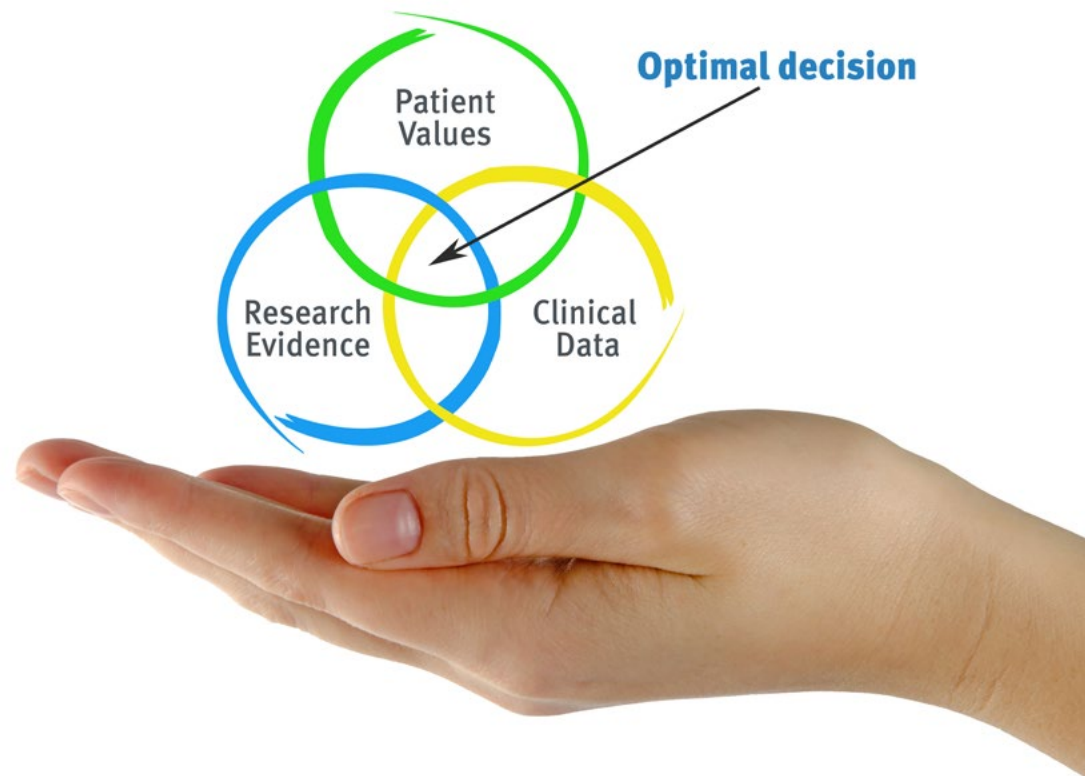 Optimal decision
Patient
Values
Research
Evidence
Clinical
Data